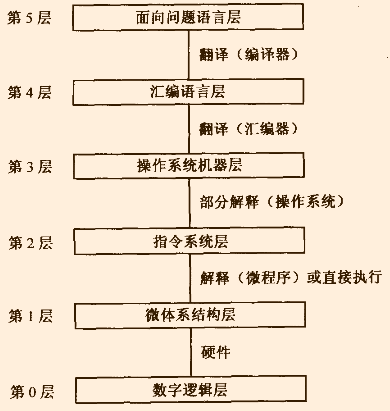 第5层 面向问题语言层
翻译（编译器）
第4层 汇编语言层
翻译（汇编器）
第3层 操作系统机器层
部分解释（操作系统）
第2层 指令系统层
解释（微程序）或直接执行
第1层 微体系结构层
硬件
第0层 数字逻辑层